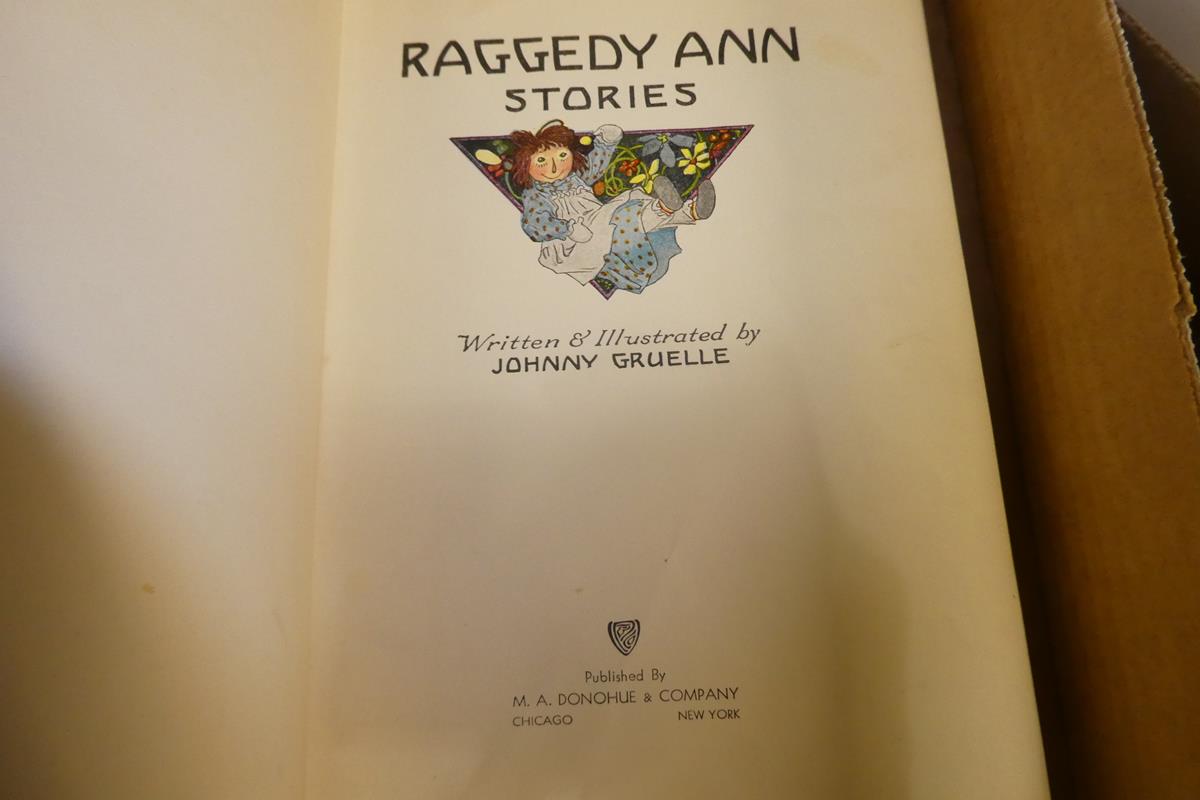 RAGGEDY ANN
STORIES
Written & Illustrated by
JOHNNY GRUELLE
Published By
M. A. DONOHUE & COMPANY
CHICAGO NEW YORK